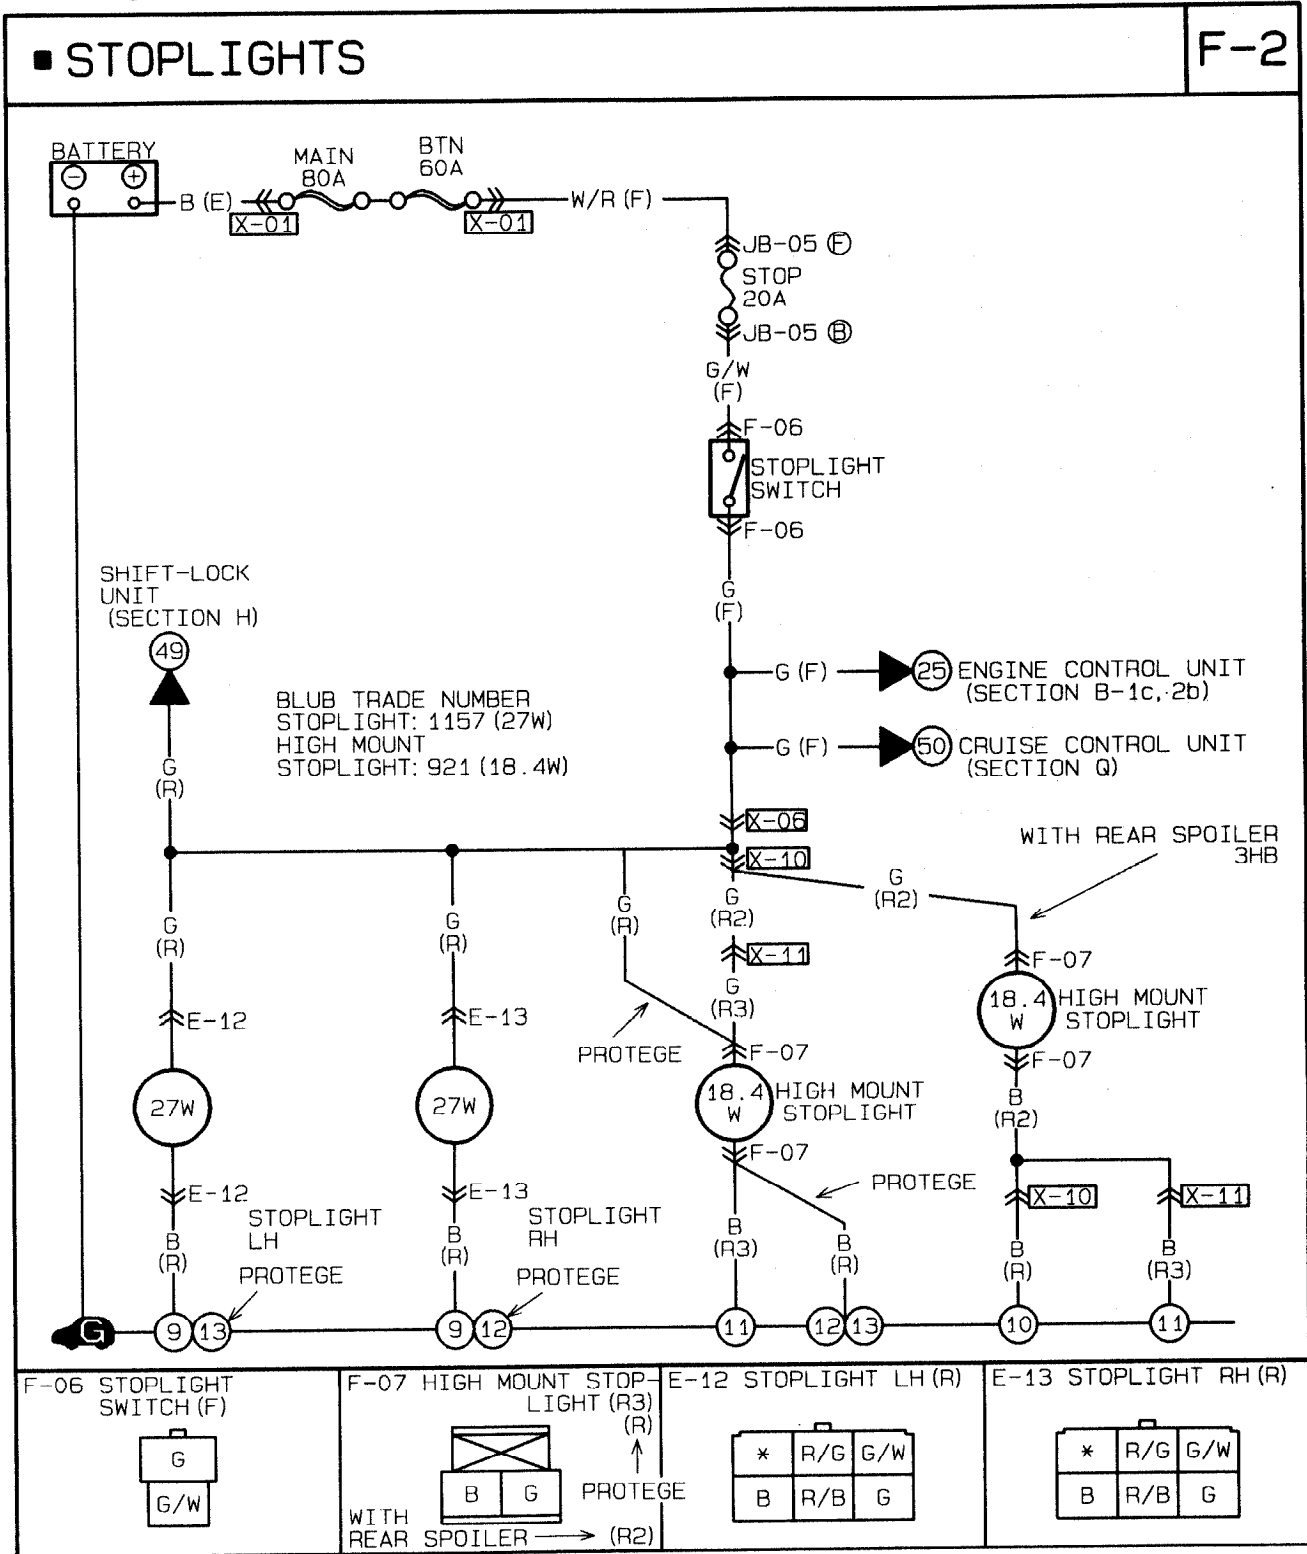 ■ STOPLIGHTS
F-2
BATTERY
- +
B (E)
X-01
MAIN
80A
BTN
60A
X-01
W/R (F)
JB-05 F
STOP
20A
JB-05 B
G/W
(F)
F-06
STOPLIGHT
SWITCH
F-06
G
(F)
SHIFT-LOCK
UNIT
(SECTION H)
49
G
(R)
BLUB TRADE NUMBER
STOPLIGHT: 1157 (27W)
HIGH MOUNT
STOPLIGHT: 921 (18.4W)
G (F)
25
ENGINE CONTROL UNIT
(SECTION B-1c, 2b)
G (F)
50
CRUISE CONTROL UNIT
(SECTION Q)
X-06
X-10
WITH REAR SPOILER
3HB
G
(R)
G
(R)
G
(R)
G
(R2)
G
(R2)
X-11
G
(R3)
E-12
E-13
PROTEGE
F-07
F-07
27W
27W
18.4
W
HIGH MOUNT
STOPLIGHT
18.4
W
HIGH MOUNT
STOPLIGHT
F-07
F-07
B
(R2)
E-12
E-13
PROTEGE
X-10
X-11
STOPLIGHT
LH
STOPLIGHT
RH
B
(R)
B
(R)
B
(R3)
B
(R)
B
(R)
B
(R3)
PROTEGE
PROTEGE
G
9
13
9
12
11
12
13
10
11
F-06 STOPLIGHT
SWITCH (F)
G
G/W
F-07 HIGH MOUNT STOP-
LIGHT (R3)
(R)
B G
PROTEGE
WITH
REAR SPOILER
(R2)
E-12 STOPLIGHT LH (R)
* R/G G/W
B R/B G
E-13 STOPLIGHT RH (R)
* R/G G/W
B R/B G